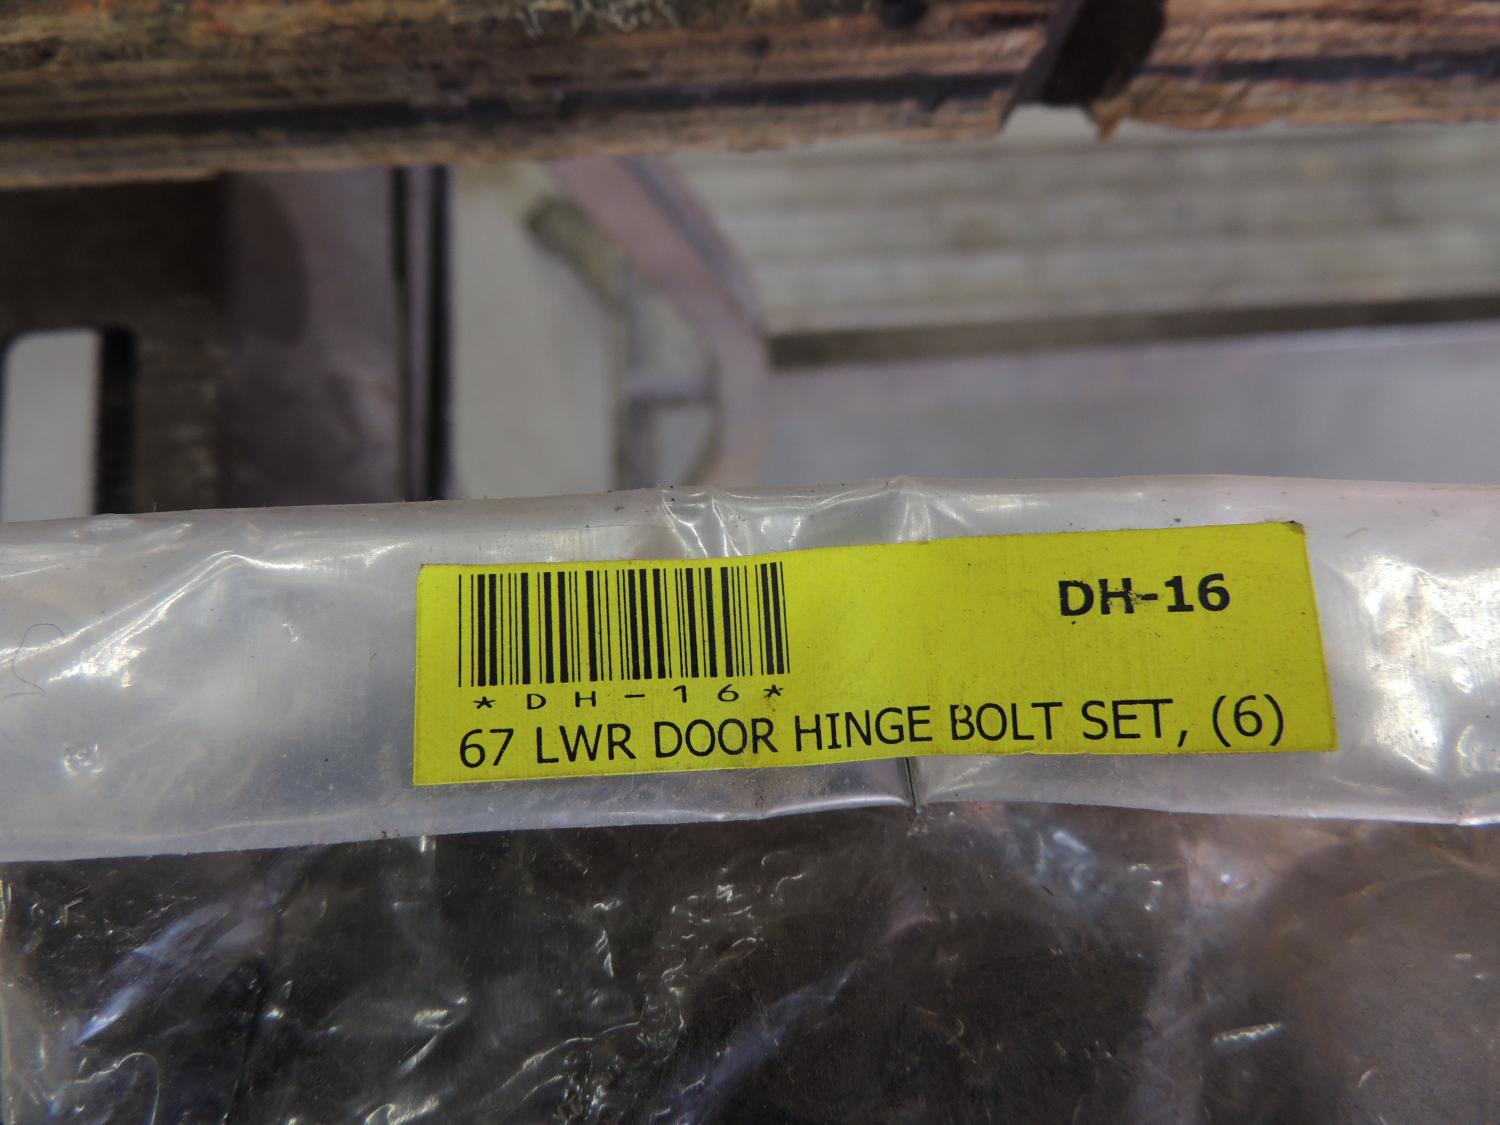 DH-16
*DH-16*
67 LWR DOOR HINGE BOLT SET, (6)